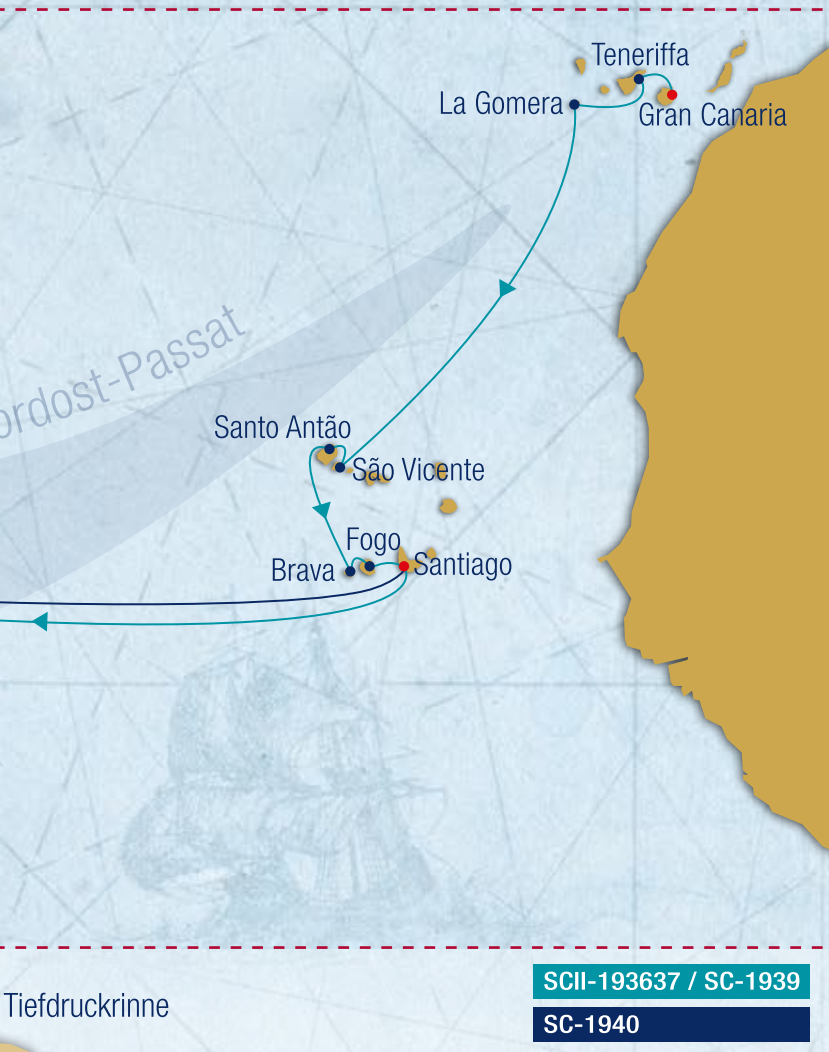 Teneriffa
La Gomera
Gran Canaria
ordost-Passat
Santo Antão
São Vicente
Fogo
Brava
Santiago
Tiefdruckrinne
SCII-193637 / SC-1939
SC-1940